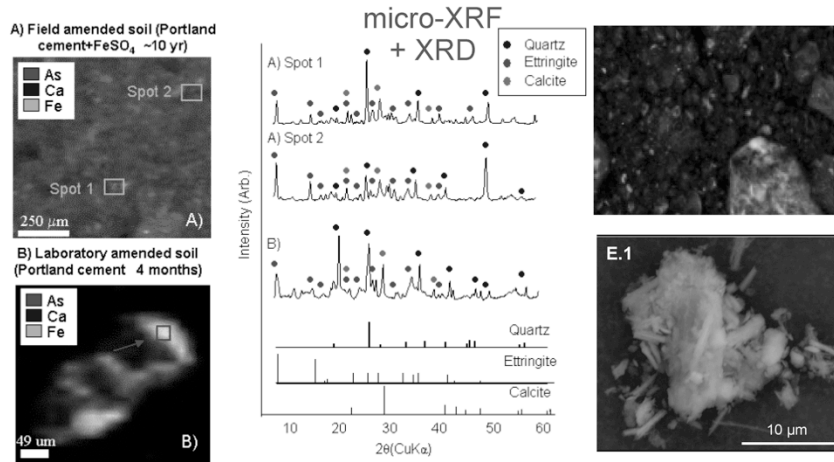 micro-XRF
+ XRD
A) Field amended soil (Portland
cement+FeSO₄ ~10 yr)
As
Ca
Fe
Spot 2
Spot 1
250 µm
A)
B) Laboratory amended soil
(Portland cement 4 months)
As
Ca
Fe
49 µm
B)
Quartz
Ettringite
Calcite
A) Spot 1
A) Spot 2
B)
Intensity (Arb.)
Quartz
Ettringite
Calcite
10 20 30 40 50 60
2θ(CuKα)
E.1
10 µm